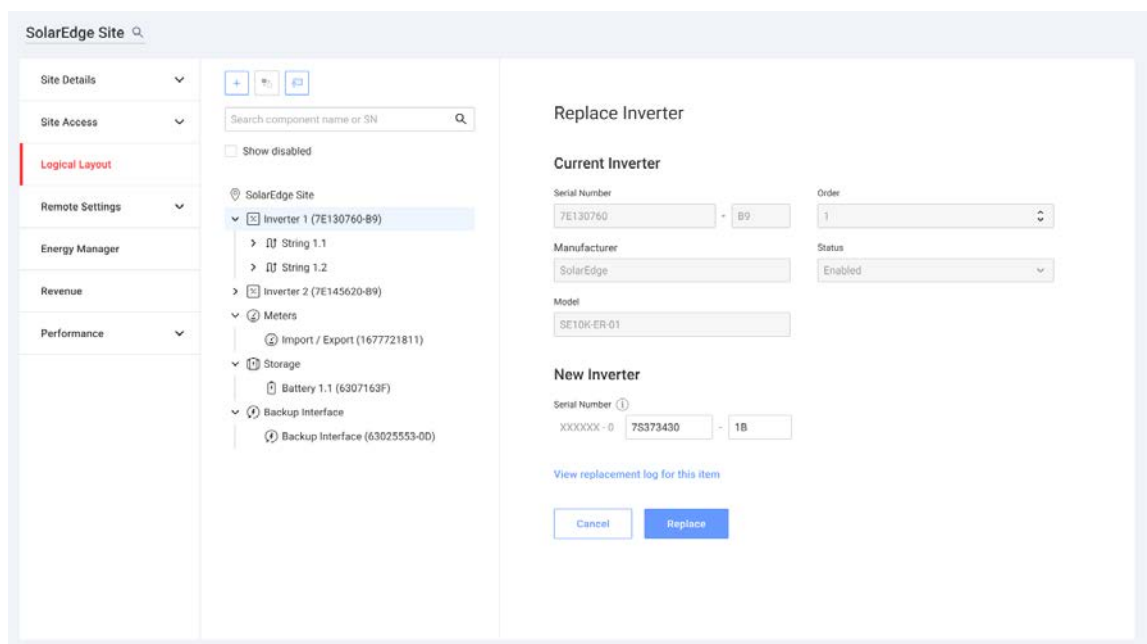 SolarEdge Site
Site Details
Site Access
Logical Layout
Remote Settings
Energy Manager
Revenue
Performance
+
Search component name or SN
Show disabled
SolarEdge Site
Inverter 1 (7E130760-B9)
String 1.1
String 1.2
Inverter 2 (7E145620-B9)
Meters
Import / Export (1677721811)
Storage
Battery 1.1 (6307163F)
Backup Interface
Backup Interface (63025553-0D)
Replace Inverter
Current Inverter
Serial Number Order
7E130760 - B9 1
Manufacturer Status
SolarEdge Enabled
Model
SE10K-ER-01
New Inverter
Serial Number i
XXXXXX - 0 7S373430 - 1B
View replacement log for this item
Cancel Replace